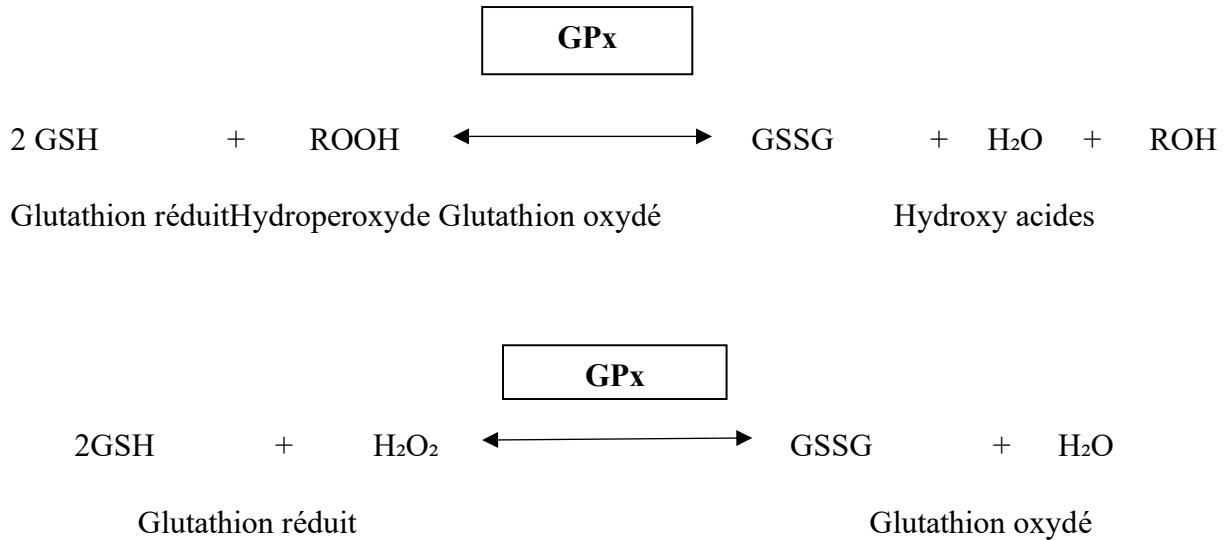 GPx
2 GSH + ROOH GSSG + H₂O + ROH
Glutathion réduitHydroperoxyde Glutathion oxydé Hydroxy acides
GPx
2GSH + H₂O₂ GSSG + H₂O
Glutathion réduit Glutathion oxydé